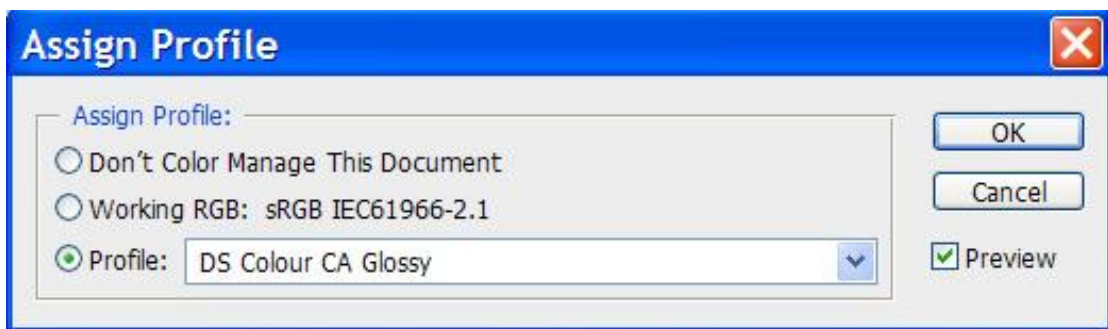 Assign Profile
Assign Profile:
Don't Color Manage This Document
Working RGB: sRGB IEC61966-2.1
Profile: DS Colour CA Glossy
OK
Cancel
Preview